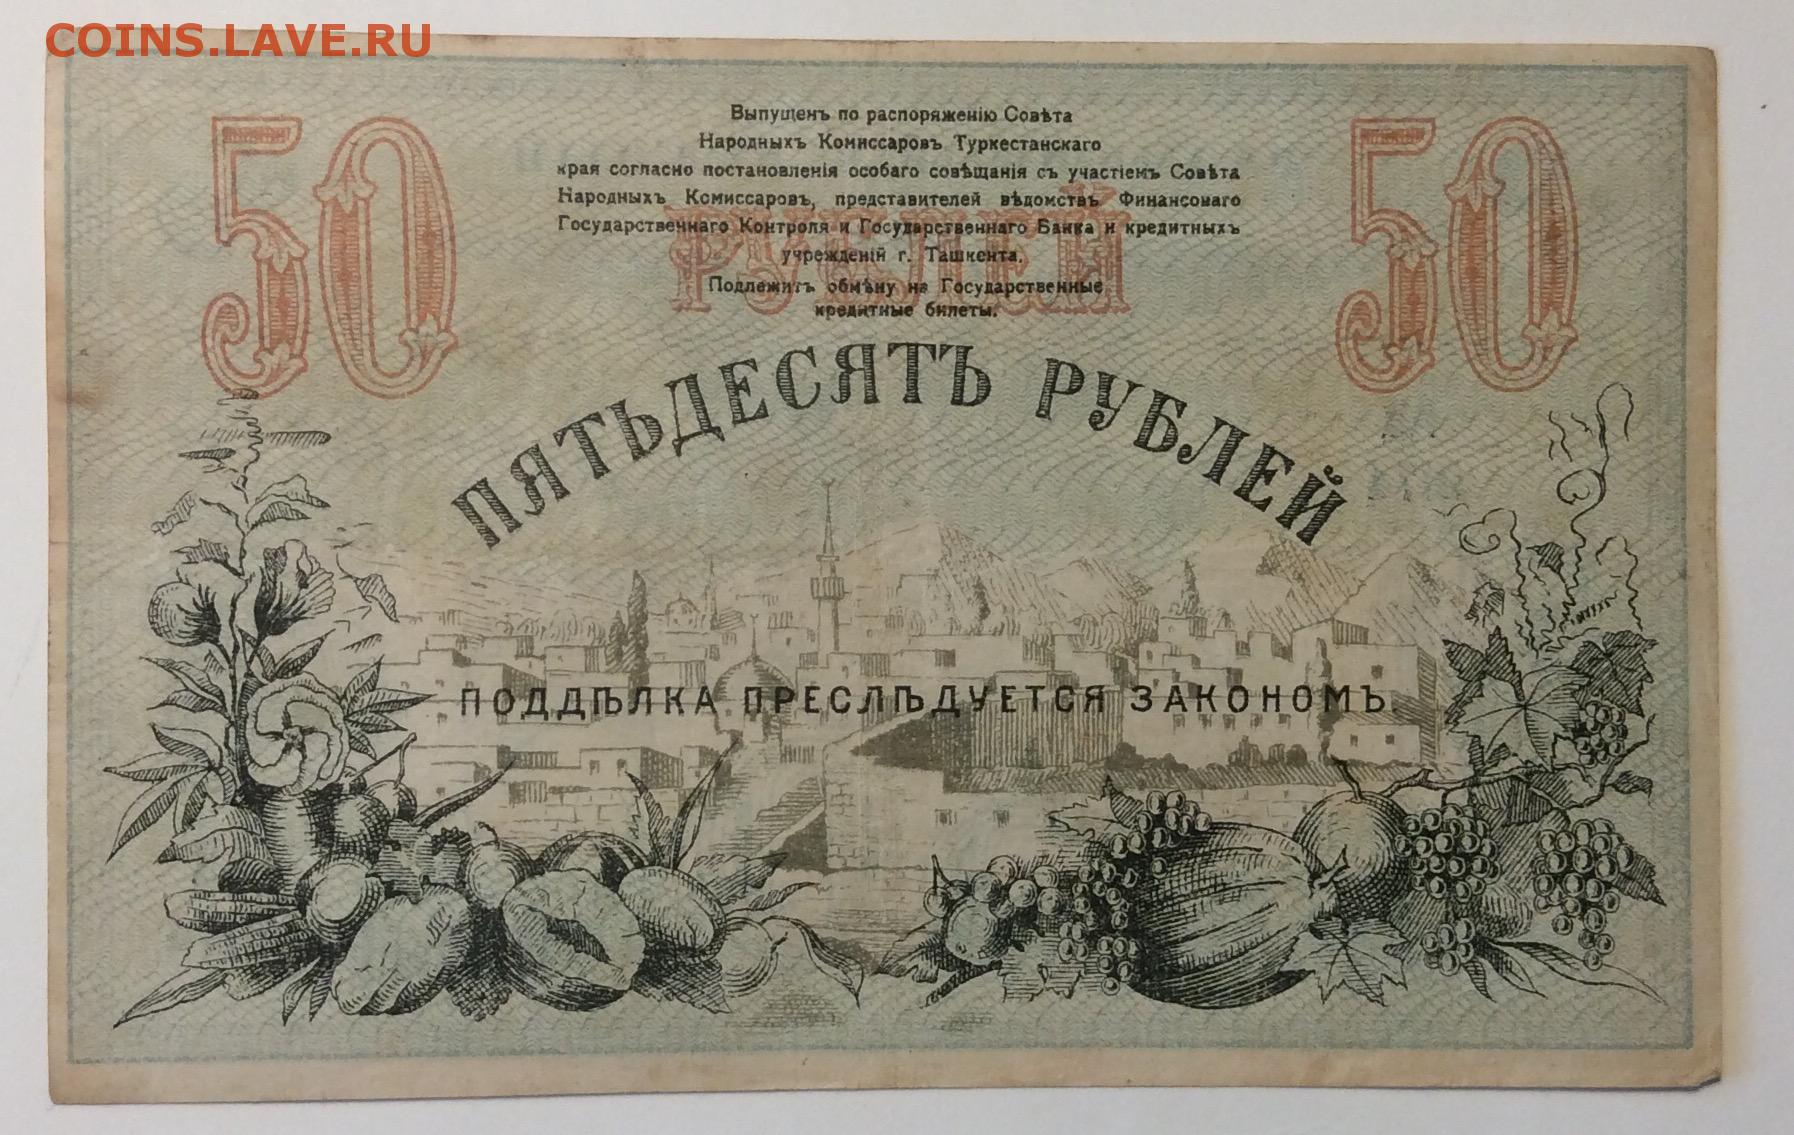 COINS.LAVE.RU
50
50
Выпущенъ по распоряженію Совѣта
Народныхъ Комиссаровъ Туркестанскаго
края согласно постановленія особаго совѣщанія съ участіемъ Совѣта
Народныхъ Комиссаровъ, представителей вѣдомствъ Финансоваго
Государственнаго Контроля и Государственнаго Банка и кредитныхъ
учрежденій г. Ташкента.
РУБЛЕЙ
Подлежитъ обмѣну на Государственные
кредитные билеты.
ПЯТЬДЕСЯТЪ РУБЛЕЙ
ПОДДѢЛКА ПРЕСЛѢДУЕТСЯ ЗАКОНОМЪ.